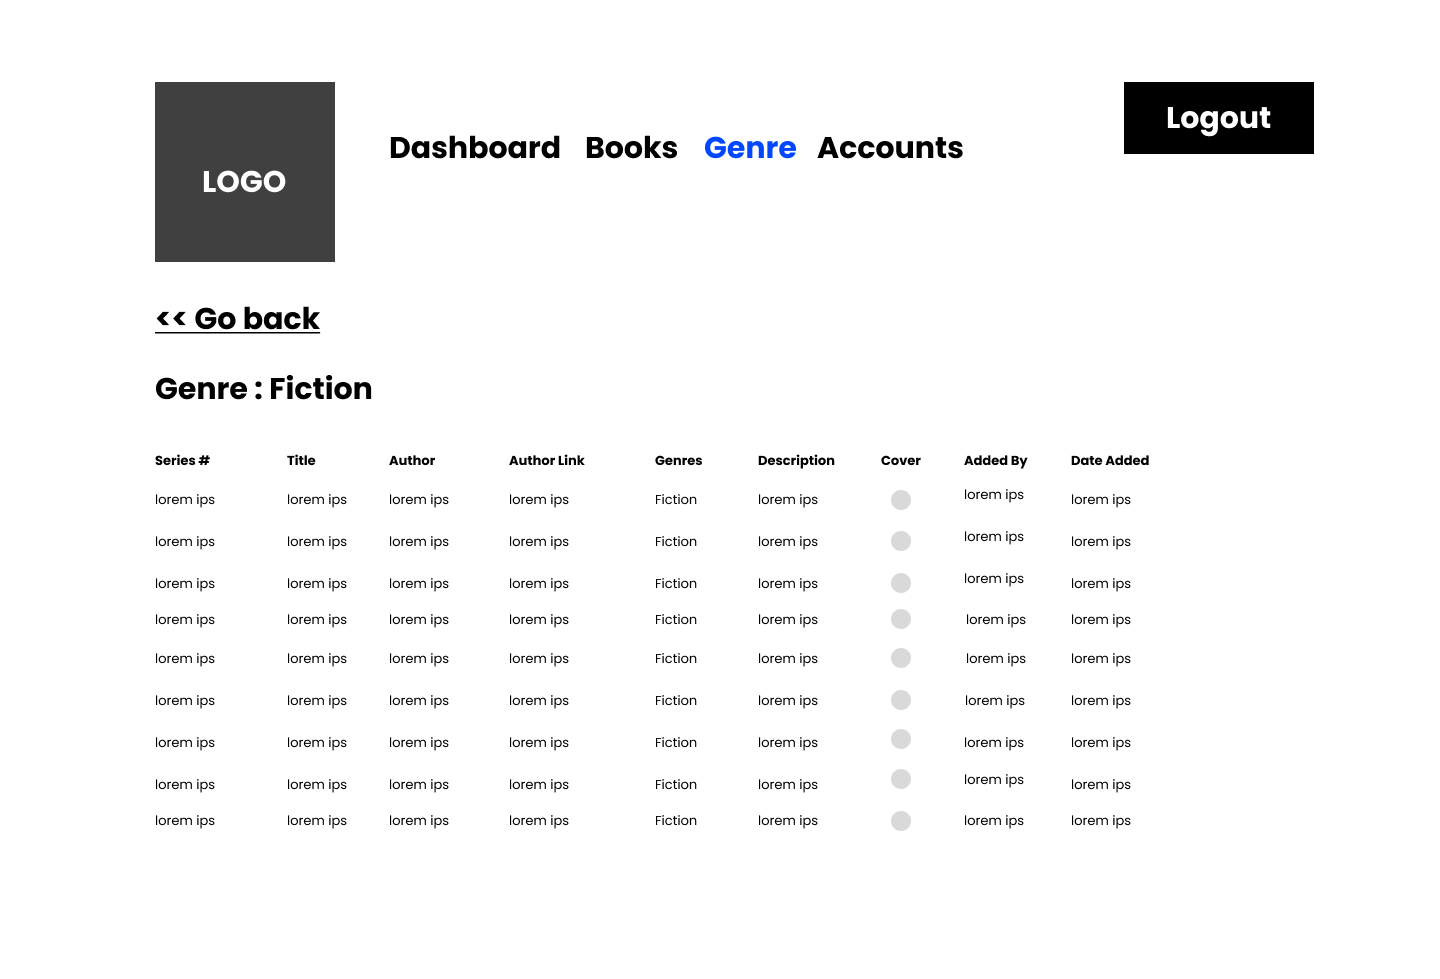 LOGO
Dashboard Books Genre Accounts
Logout
<< Go back
Genre : Fiction
Series # Title Author Author Link Genres Description Cover Added By Date Added
lorem ips lorem ips lorem ips lorem ips Fiction lorem ips lorem ips lorem ips
lorem ips lorem ips lorem ips lorem ips Fiction lorem ips lorem ips lorem ips
lorem ips lorem ips lorem ips lorem ips Fiction lorem ips lorem ips lorem ips
lorem ips lorem ips lorem ips lorem ips Fiction lorem ips lorem ips lorem ips
lorem ips lorem ips lorem ips lorem ips Fiction lorem ips lorem ips lorem ips
lorem ips lorem ips lorem ips lorem ips Fiction lorem ips lorem ips lorem ips
lorem ips lorem ips lorem ips lorem ips Fiction lorem ips lorem ips lorem ips
lorem ips lorem ips lorem ips lorem ips Fiction lorem ips lorem ips lorem ips
lorem ips lorem ips lorem ips lorem ips Fiction lorem ips lorem ips lorem ips